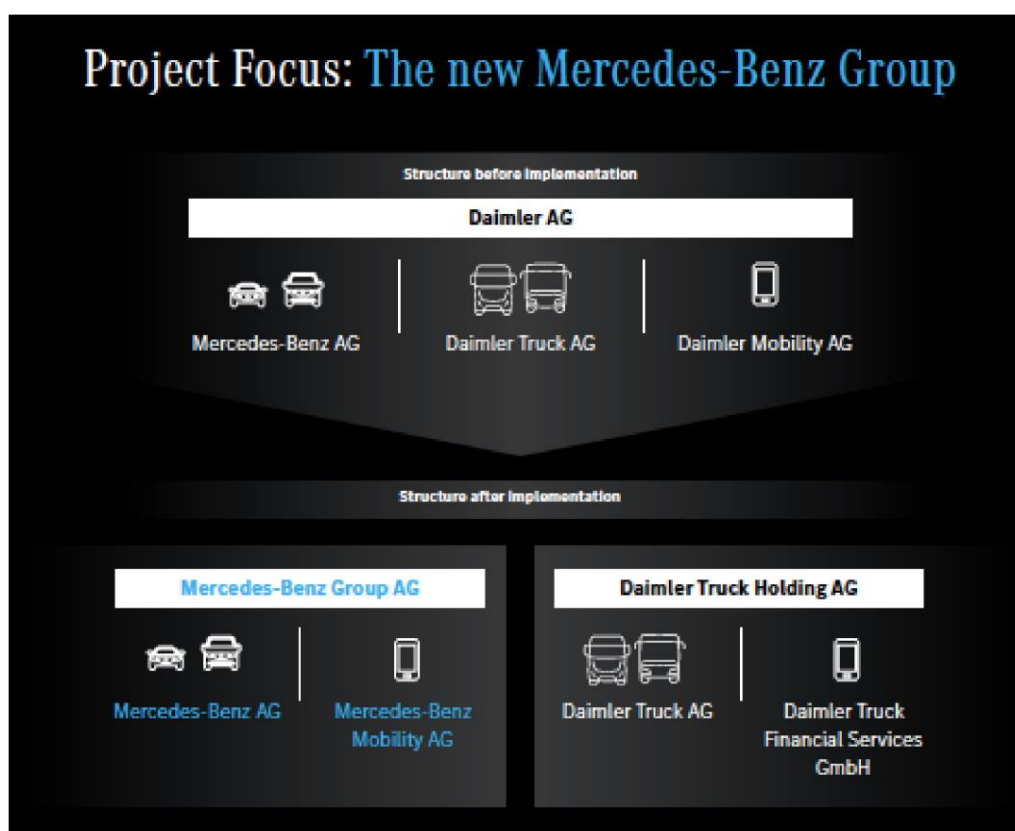 Project Focus: The new Mercedes-Benz Group
Structure before implementation
Daimler AG
Mercedes-Benz AG
Daimler Truck AG
Daimler Mobility AG
Structure after implementation
Mercedes-Benz Group AG
Mercedes-Benz AG
Mercedes-Benz
Mobility AG
Daimler Truck Holding AG
Daimler Truck AG
Daimler Truck
Financial Services
GmbH